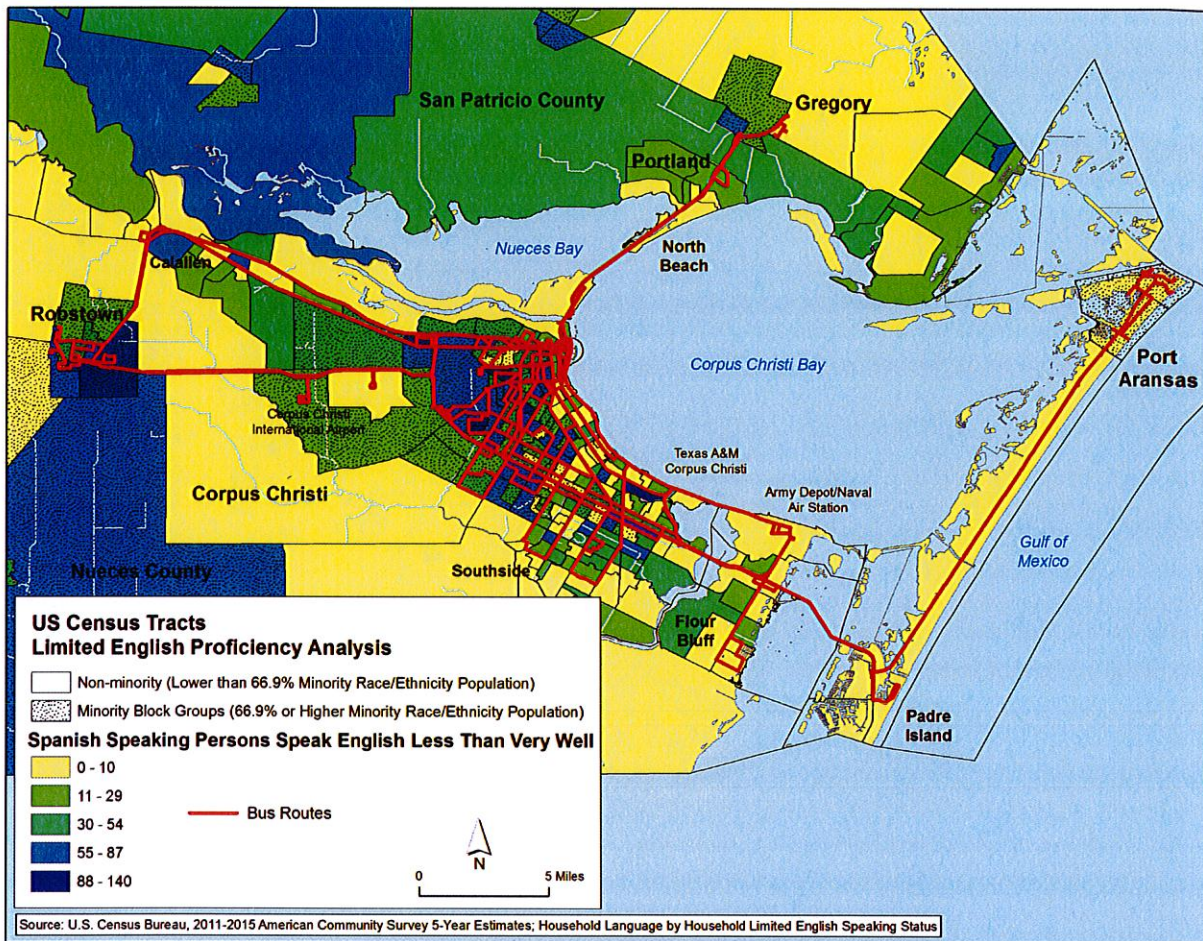 San Patricio County
Gregory
Portland
Nueces Bay
North
Beach
Calallen
Robstown
Corpus Christi Bay
Port
Aransas
Corpus Christi
International Airport
Texas A&M
Corpus Christi
Corpus Christi
Army Depot/Naval
Air Station
Gulf of
Mexico
Nueces County
Southside
Flour
Bluff
Padre
Island
US Census Tracts
Limited English Proficiency Analysis
Non-minority (Lower than 66.9% Minority Race/Ethnicity Population)
Minority Block Groups (66.9% or Higher Minority Race/Ethnicity Population)
Spanish Speaking Persons Speak English Less Than Very Well
0 - 10
11 - 29
30 - 54
55 - 87
88 - 140
Bus Routes
N
0 5 Miles
Source: U.S. Census Bureau, 2011-2015 American Community Survey 5-Year Estimates; Household Language by Household Limited English Speaking Status